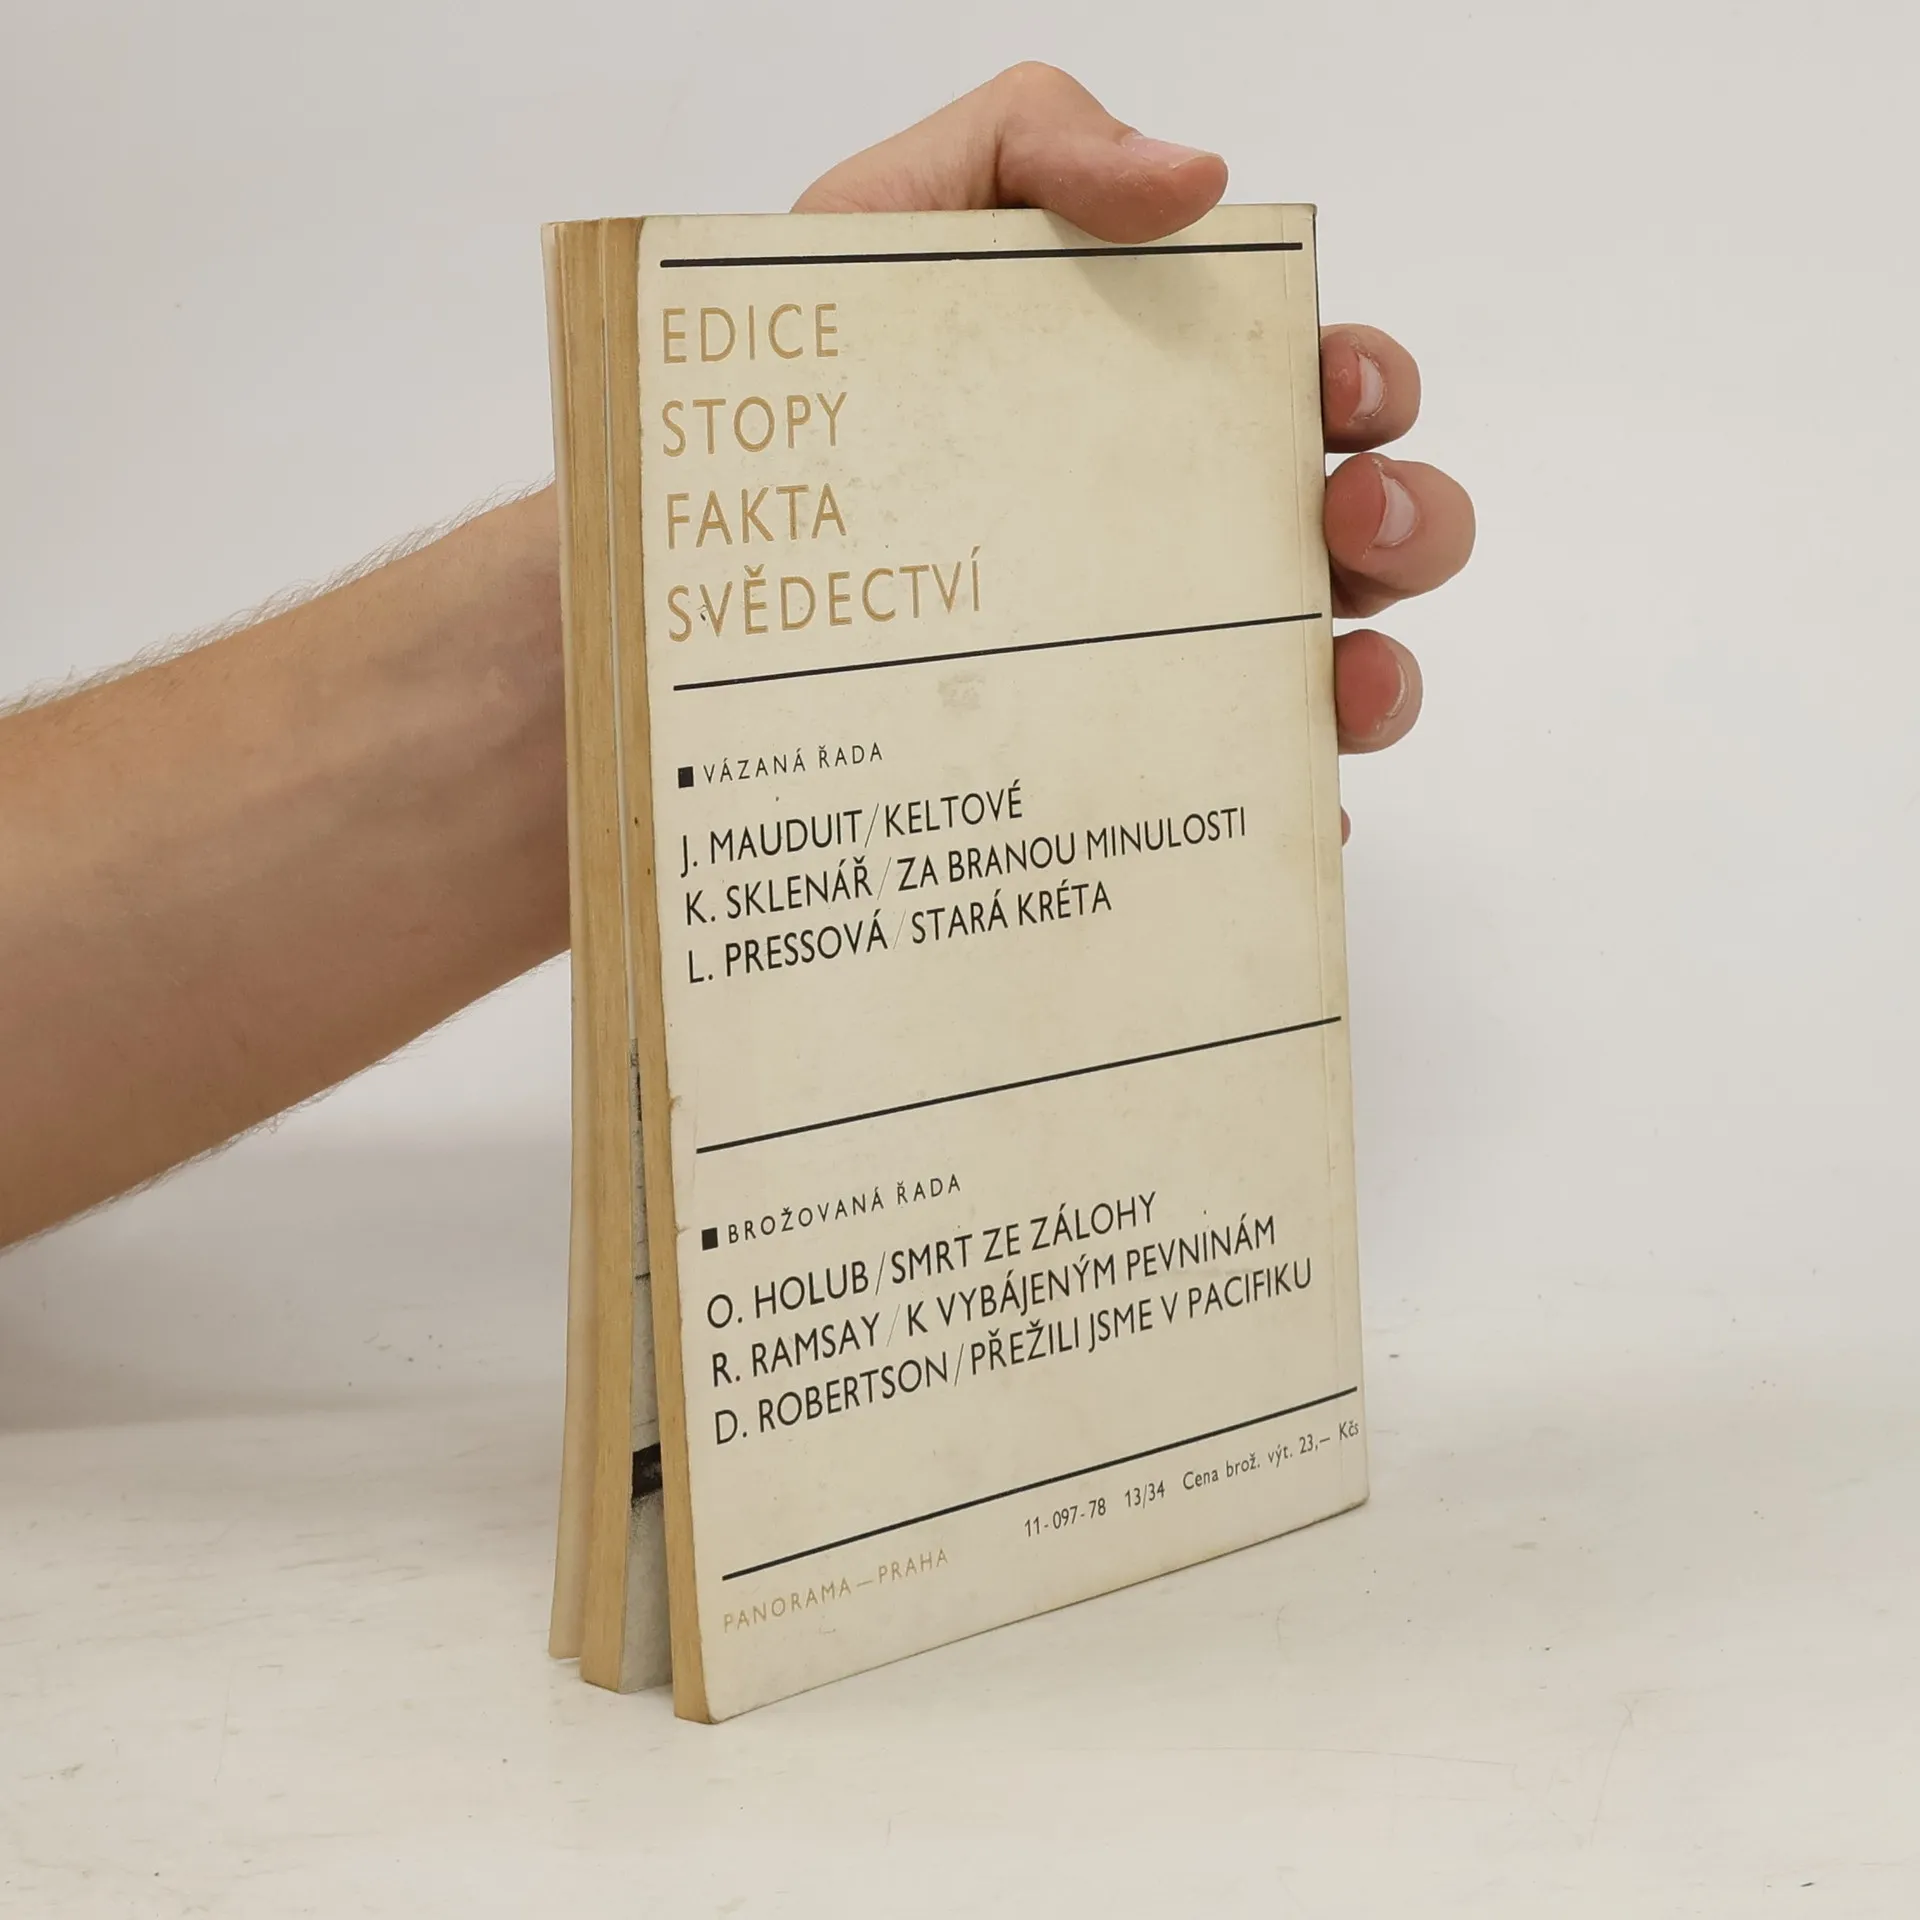 EDICE
STOPY
FAKTA
SVĚDECTVÍ
VÁZANÁ ŘADA
J. MAUDUIT/KELTOVÉ
K. SKLENÁŘ/ZA BRANOU MINULOSTI
L. PRESSOVÁ/STARÁ KRÉTA
BROŽOVANÁ ŘADA
O. HOLUB/SMRT ZE ZÁLOHY
R. RAMSAY/K VYBÁJENÝM PEVNINÁM
D. ROBERTSON/PŘEŽILI JSME V PACIFIKU
11-097-78 13/34 Cena brož. výt. 23,— Kčs
PANORAMA—PRAHA